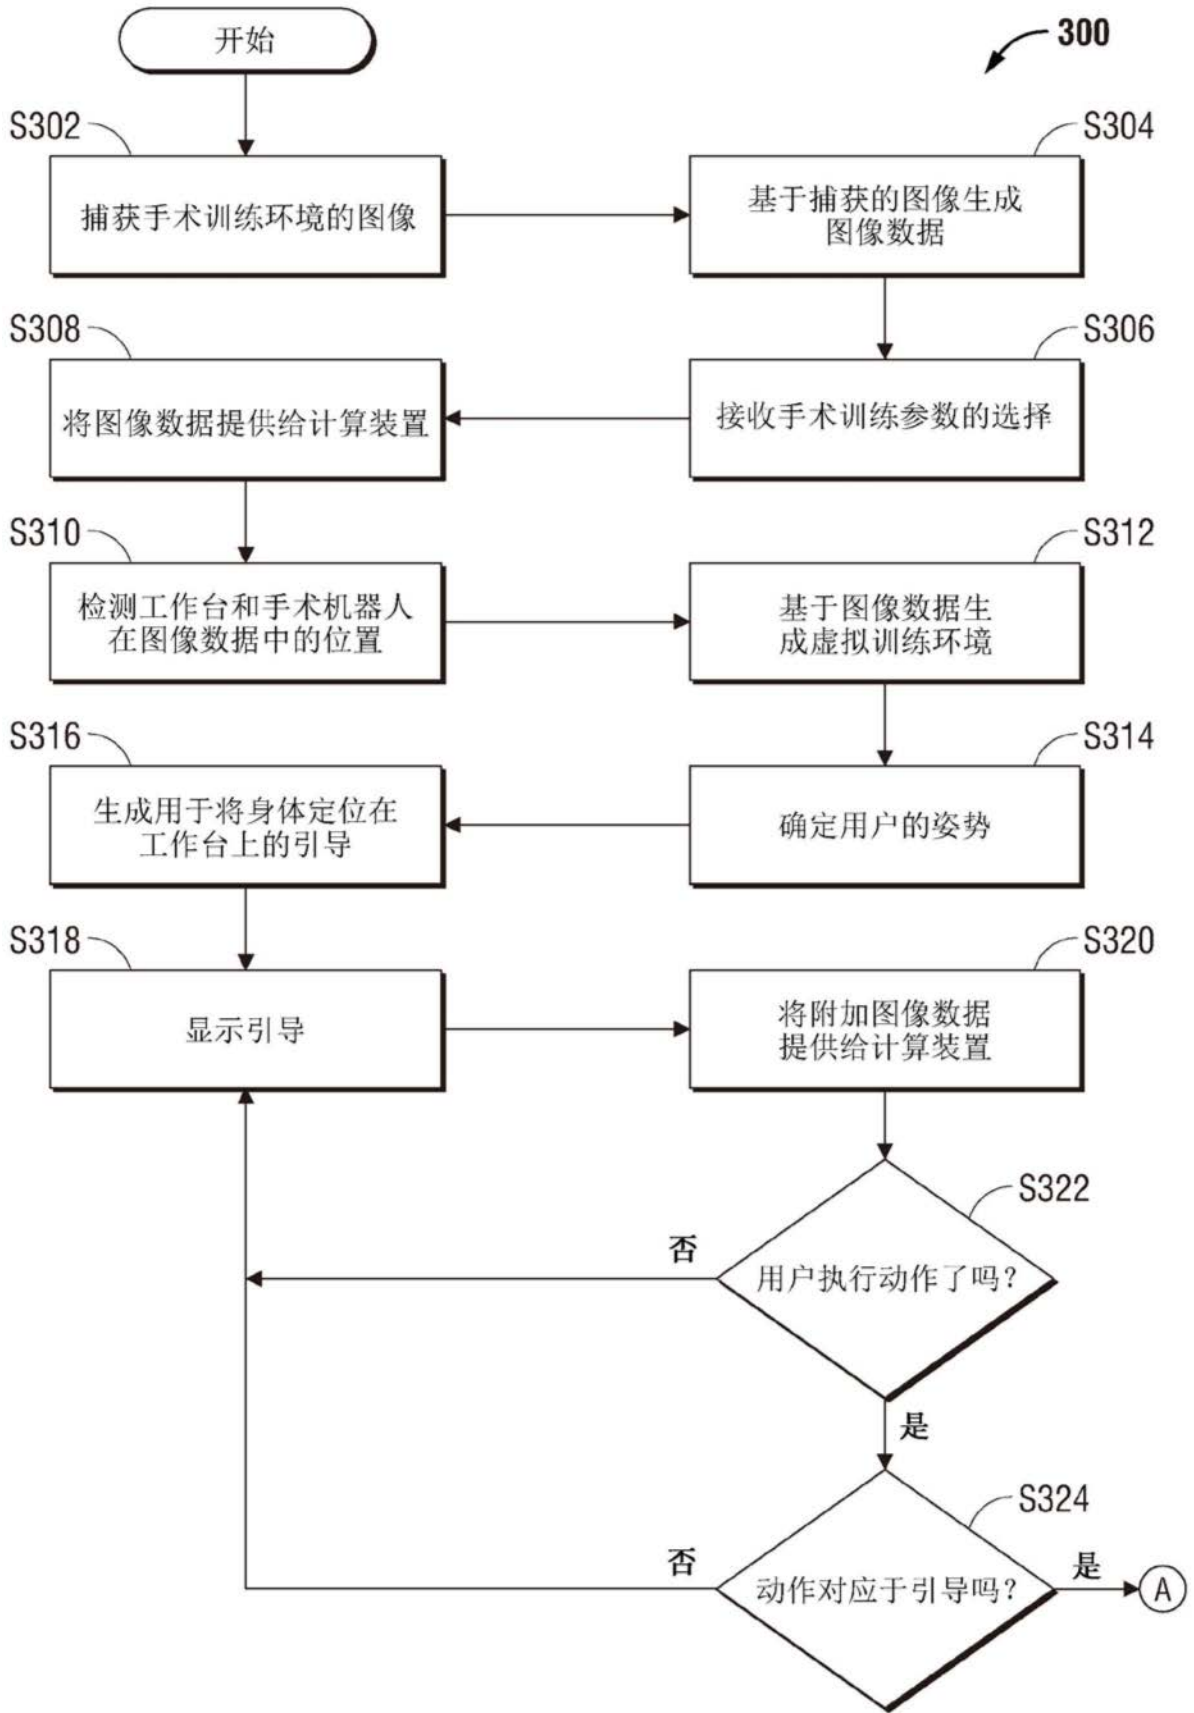 开始
300
S302
捕获手术训练环境的图像
S304
基于捕获的图像生成
图像数据
S308
将图像数据提供给计算装置
S306
接收手术训练参数的选择
S310
检测工作台和手术机器人
在图像数据中的位置
S312
基于图像数据生
成虚拟训练环境
S316
生成用于将身体定位在
工作台上的引导
S314
确定用户的姿势
S318
显示引导
S320
将附加图像数据
提供给计算装置
S322
否
用户执行动作了吗?
是
S324
否
动作对应于引导吗?
是
A